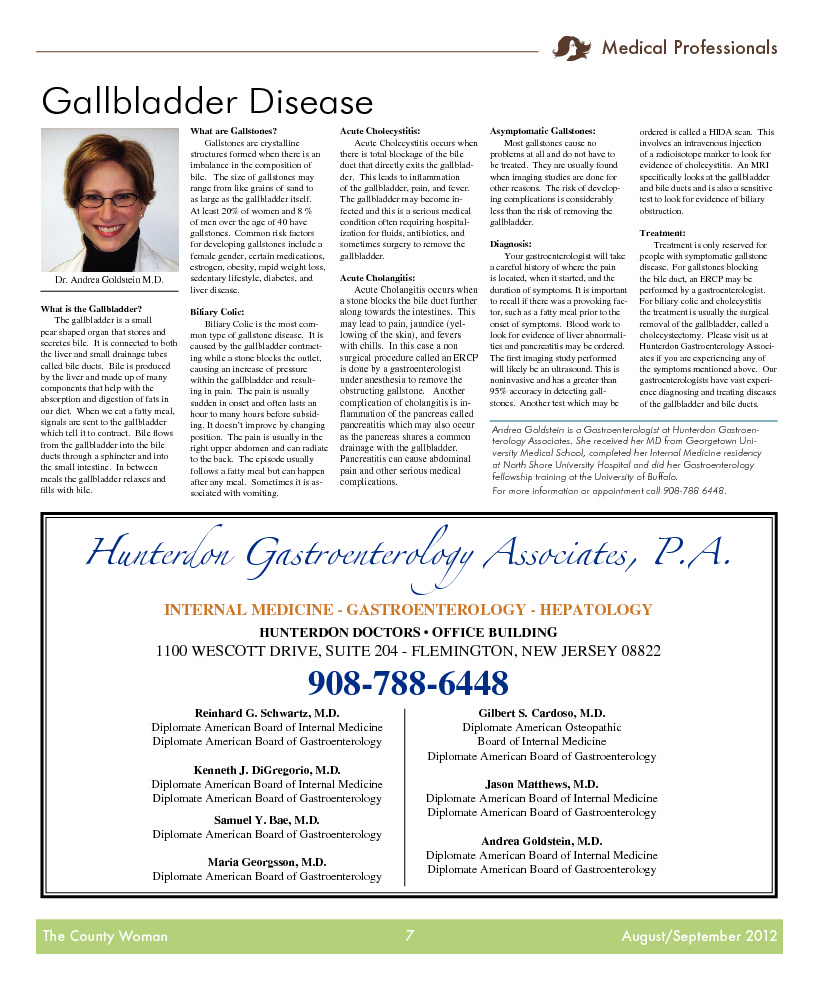 Medical Professionals
Gallbladder Disease
Dr. Andrea Goldstein M.D.
What is the Gallbladder?
The gallbladder is a small
pear shaped organ that stores and
secretes bile. It is connected to both
the liver and small drainage tubes
called bile ducts. Bile is produced
by the liver and made up of many
components that help with the
absorption and digestion of fats in
our diet. When we eat a fatty meal,
signals are sent to the gallbladder
which tell it to contract. Bile flows
from the gallbladder into the bile
ducts through a sphincter and into
the small intestine. In between
meals the gallbladder relaxes and
fills with bile.
What are Gallstones?
Gallstones are crystalline
structures formed when there is an
imbalance in the composition of
bile. The size of gallstones may
range from like grains of sand to
as large as the gallbladder itself.
At least 20% of women and 8 %
of men over the age of 40 have
gallstones. Common risk factors
for developing gallstones include a
female gender, certain medications,
estrogen, obesity, rapid weight loss,
sedentary lifestyle, diabetes, and
liver disease.
Biliary Colic:
Biliary Colic is the most com-
mon type of gallstone disease. It is
caused by the gallbladder contract-
ing while a stone blocks the outlet,
causing an increase of pressure
within the gallbladder and result-
ing in pain. The pain is usually
sudden in onset and often lasts an
hour to many hours before subsid-
ing. It doesn't improve by changing
position. The pain is usually in the
right upper abdomen and can radiate
to the back. The episode usually
follows a fatty meal but can happen
after any meal. Sometimes it is as-
sociated with vomiting.
Acute Cholecystitis:
Acute Cholecystitis occurs when
there is total blockage of the bile
duct that directly exits the gallblad-
der. This leads to inflammation
of the gallbladder, pain, and fever.
The gallbladder may become in-
fected and this is a serious medical
condition often requiring hospital-
ization for fluids, antibiotics, and
sometimes surgery to remove the
gallbladder.
Acute Cholangitis:
Acute Cholangitis occurs when
a stone blocks the bile duct further
along towards the intestines. This
may lead to pain, jaundice (yel-
lowing of the skin), and fevers
with chills. In this case a non
surgical procedure called an ERCP
is done by a gastroenterologist
under anesthesia to remove the
obstructing gallstone. Another
complication of cholangitis is in-
flammation of the pancreas called
pancreatitis which may also occur
as the pancreas shares a common
drainage with the gallbladder.
Pancreatitis can cause abdominal
pain and other serious medical
complications.
Asymptomatic Gallstones:
Most gallstones cause no
problems at all and do not have to
be treated. They are usually found
when imaging studies are done for
other reasons. The risk of develop-
ing complications is considerably
less than the risk of removing the
gallbladder.
Diagnosis:
Your gastroenterologist will take
a careful history of where the pain
is located, when it started, and the
duration of symptoms. It is important
to recall if there was a provoking fac-
tor, such as a fatty meal prior to the
onset of symptoms. Blood work to
look for evidence of liver abnormali-
ties and pancreatitis may be ordered.
The first imaging study performed
will likely be an ultrasound. This is
noninvasive and has a greater than
95% accuracy in detecting gall-
stones. Another test which may be
ordered is called a HIDA scan. This
involves an intravenous injection
of a radioisotope marker to look for
evidence of cholecystitis. An MRI
specifically looks at the gallbladder
and bile ducts and is also a sensitive
test to look for evidence of biliary
obstruction.
Treatment:
Treatment is only reserved for
people with symptomatic gallstone
disease. For gallstones blocking
the bile duct, an ERCP may be
performed by a gastroenterologist.
For biliary colic and cholecystitis
the treatment is usually the surgical
removal of the gallbladder, called a
cholecystectomy. Please visit us at
Hunterdon Gastroenterology Associ-
ates if you are experiencing any of
the symptoms mentioned above. Our
gastroenterologists have vast experi-
ence diagnosing and treating diseases
of the gallbladder and bile ducts.
Andrea Goldstein is a Gastroenterologist at Hunterdon Gastroen-
terology Associates. She received her MD from Georgetown Uni-
versity Medical School, completed her Internal Medicine residency
at North Shore University Hospital and did her Gastroenterology
fellowship training at the University of Buffalo.
For more information or appointment call 908-788 6448.
Hunterdon Gastroenterology Associates, P.A.
INTERNAL MEDICINE - GASTROENTEROLOGY - HEPATOLOGY
HUNTERDON DOCTORS • OFFICE BUILDING
1100 WESCOTT DRIVE, SUITE 204 - FLEMINGTON, NEW JERSEY 08822
908-788-6448
Reinhard G. Schwartz, M.D.
Diplomate American Board of Internal Medicine
Diplomate American Board of Gastroenterology
Kenneth J. DiGregorio, M.D.
Diplomate American Board of Internal Medicine
Diplomate American Board of Gastroenterology
Samuel Y. Bae, M.D.
Diplomate American Board of Gastroenterology
Maria Georgsson, M.D.
Diplomate American Board of Gastroenterology
Gilbert S. Cardoso, M.D.
Diplomate American Osteopathic
Board of Internal Medicine
Diplomate American Board of Gastroenterology
Jason Matthews, M.D.
Diplomate American Board of Internal Medicine
Diplomate American Board of Gastroenterology
Andrea Goldstein, M.D.
Diplomate American Board of Internal Medicine
Diplomate American Board of Gastroenterology
The County Woman
7
August/September 2012